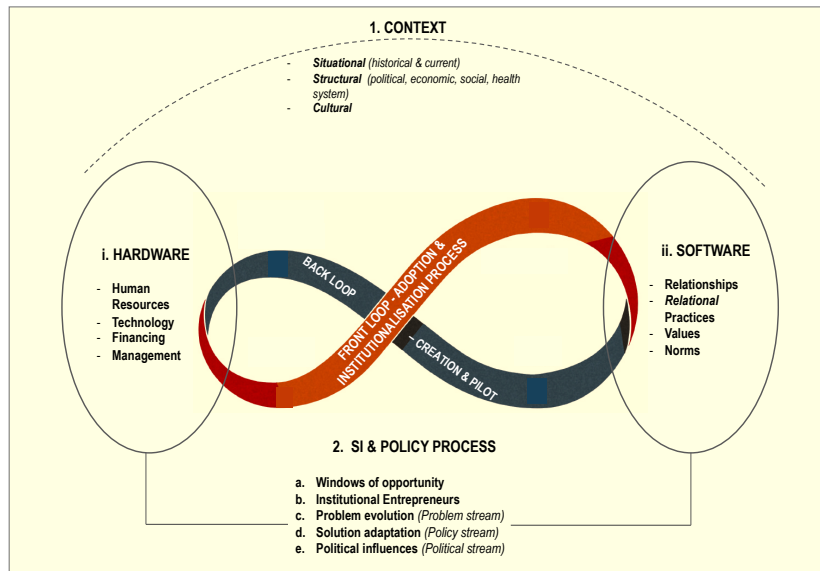 1. CONTEXT
- Situational (historical & current)
- Structural (political, economic, social, health
system)
- Cultural
i. HARDWARE
- Human
Resources
- Technology
- Financing
- Management
BACK LOOP
- CREATION & PILOT
FRONT LOOP - ADOPTION &
INSTITUTIONALISATION PROCESS
ii. SOFTWARE
- Relationships
- Relational
Practices
- Values
- Norms
2. SI & POLICY PROCESS
a. Windows of opportunity
b. Institutional Entrepreneurs
c. Problem evolution (Problem stream)
d. Solution adaptation (Policy stream)
e. Political influences (Political stream)